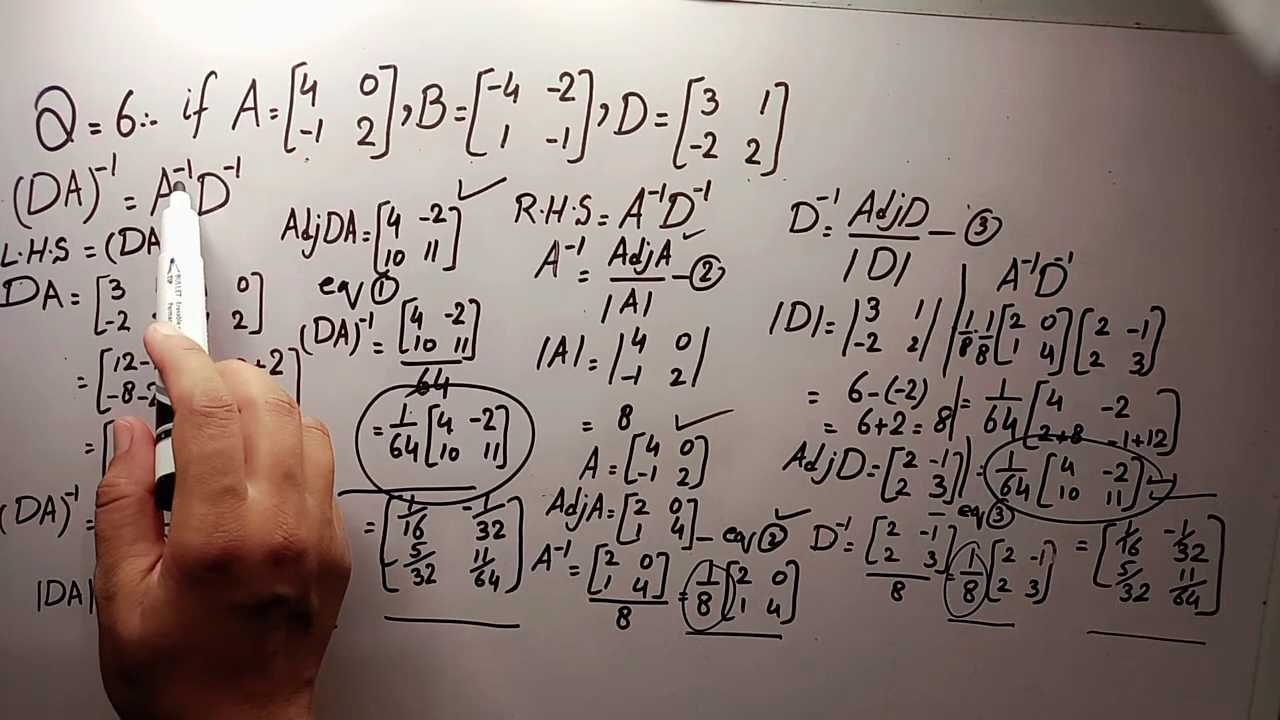 Q = 6∴ if A = [4 0; -1 2], B = [-4 -2; 1 -1], D = [3 1; -2 2]
(DA)⁻¹ = A⁻¹D⁻¹
L.H.S = (DA
DA = [3 0; -2 2]
= [12- +2; -8-2
= [
(DA)⁻¹ =
|DA|
AdjDA = [4 -2; 10 11] ✓
eq ①
(DA)⁻¹ = [4 -2; 10 11] / 64
= 1/64 [4 -2; 10 11]
= [1/16 -1/32; 5/32 11/64]
R.H.S = A⁻¹D⁻¹
A⁻¹ = AdjA / |A| — ②
|A| = |4 0; -1 2|
= 8 ✓
A = [4 0; -1 2]
AdjA = [2 0; 1 4] — eq ②
A⁻¹ = [2 0; 1 4] / 8 = 1/8 [2 0; 1 4]
D⁻¹ = AdjD / |D| — ③
|D| = |3 1; -2 2|
= 6-(-2)
= 6+2 = 8
AdjD = [2 -1; 2 3]
eq ③
D⁻¹ = [2 -1; 2 3] / 8 = 1/8 [2 -1; 2 3]
A⁻¹D⁻¹
1/8 · 1/8 [2 0; 1 4] [2 -1; 2 3]
= 1/64 [4 -2; 2+8 -1+12]
= 1/64 [4 -2; 10 11]
= [1/16 -1/32; 5/32 11/64]